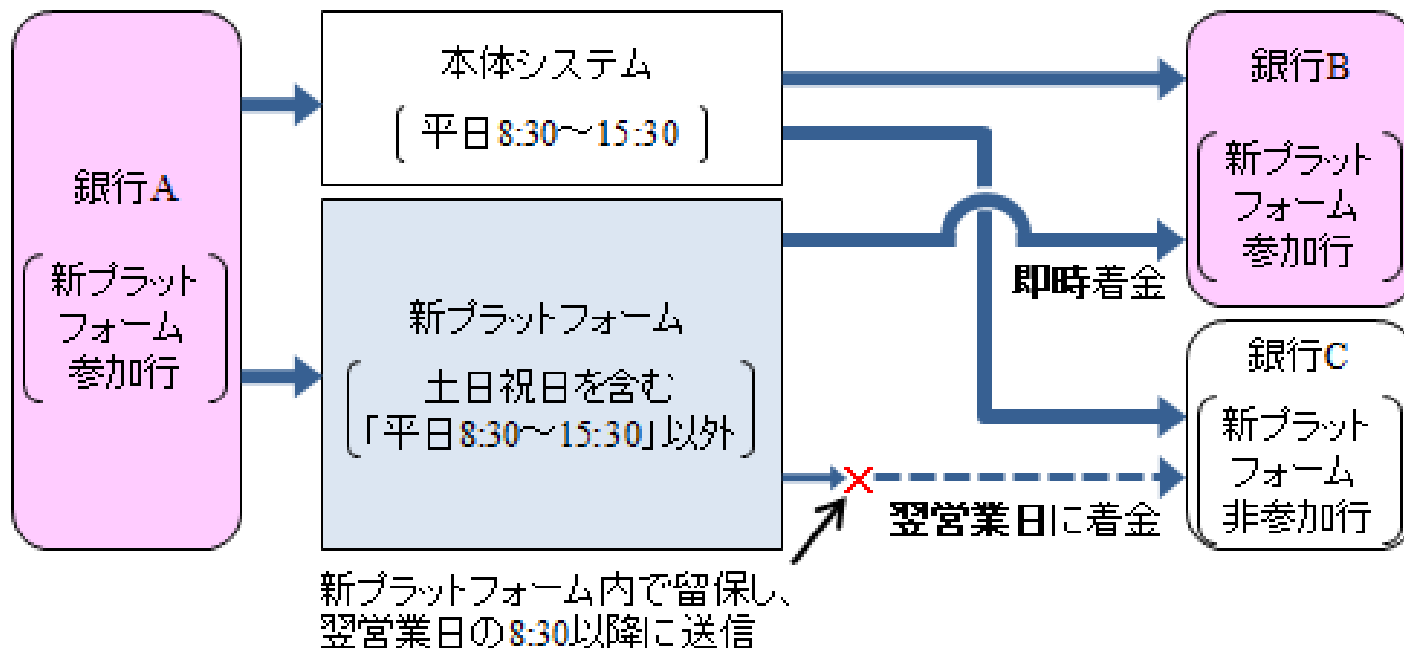 銀行A
新プラット
フォーム
参加行
本体システム
平日8:30～15:30
新プラットフォーム
土日祝日を含む
「平日8:30～15:30」以外
銀行B
新プラット
フォーム
参加行
即時着金
銀行C
新プラット
フォーム
非参加行
翌営業日に着金
新プラットフォーム内で留保し、
翌営業日の8:30以降に送信